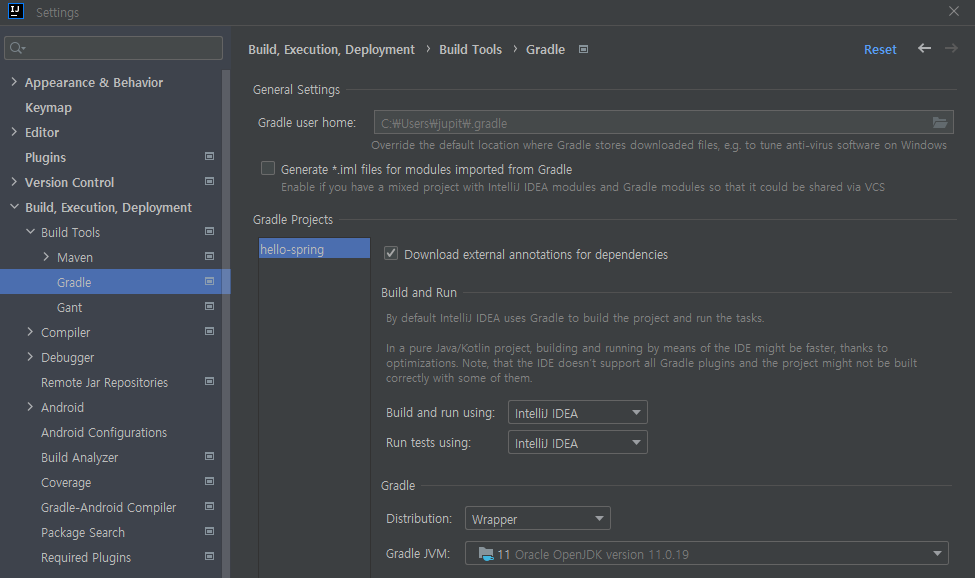 IJ
Settings
Appearance & Behavior
Keymap
Editor
Plugins
Version Control
Build, Execution, Deployment
Build Tools
Maven
Gradle
Gant
Compiler
Debugger
Remote Jar Repositories
Android
Android Configurations
Build Analyzer
Coverage
Gradle-Android Compiler
Package Search
Required Plugins
Build, Execution, Deployment › Build Tools › Gradle
Reset
General Settings
Gradle user home: C:₩Users₩jupit₩.gradle
Override the default location where Gradle stores downloaded files, e.g. to tune anti-virus software on Windows
Generate *.iml files for modules imported from Gradle
Enable if you have a mixed project with IntelliJ IDEA modules and Gradle modules so that it could be shared via VCS
Gradle Projects
hello-spring
Download external annotations for dependencies
Build and Run
By default IntelliJ IDEA uses Gradle to build the project and run the tasks.
In a pure Java/Kotlin project, building and running by means of the IDE might be faster, thanks to
optimizations. Note, that the IDE doesn't support all Gradle plugins and the project might not be built
correctly with some of them.
Build and run using: IntelliJ IDEA
Run tests using: IntelliJ IDEA
Gradle
Distribution: Wrapper
Gradle JVM: 11 Oracle OpenJDK version 11.0.19